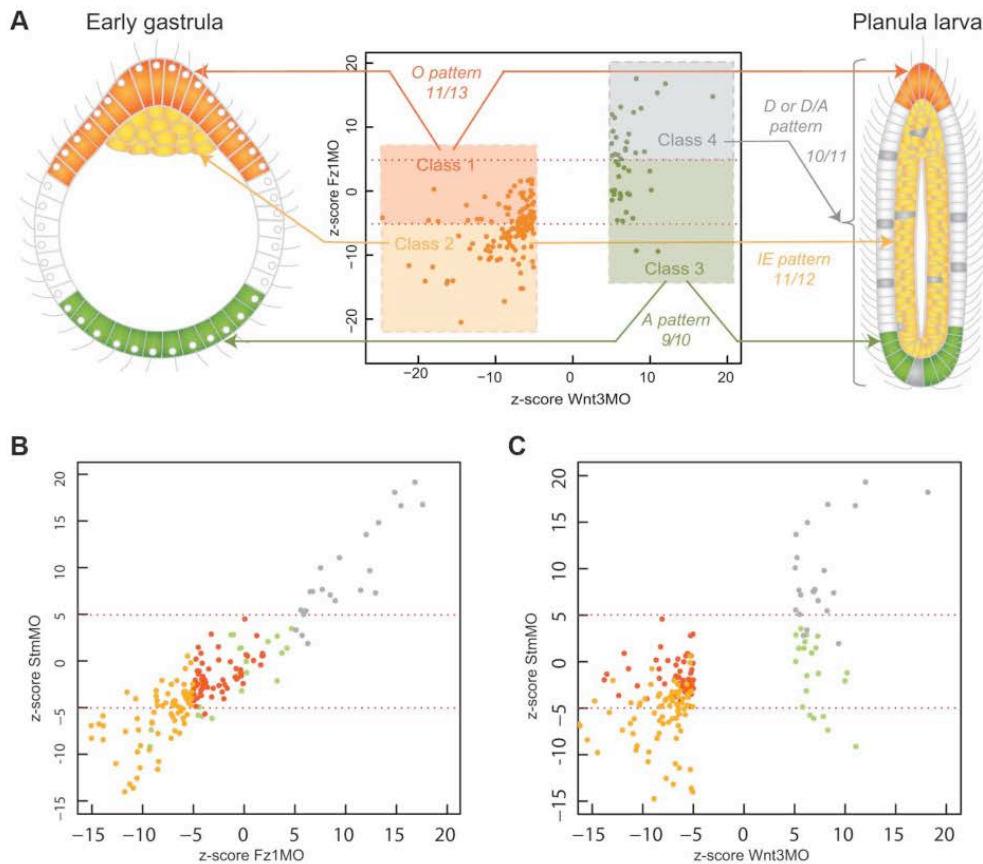 A
Early gastrula
Planula larva
O pattern
11/13
D or D/A
pattern
10/11
IE pattern
11/12
A pattern
9/10
Class 1
Class 2
Class 3
Class 4
z-score Fz1MO
20
10
0
−10
−20
−20
−10
0
10
20
z-score Wnt3MO
B
z-score StmMO
20
15
10
5
0
−5
−10
−15
−15
−10
−5
0
5
10
15
20
z-score Fz1MO
C
z-score StmMO
20
15
10
5
0
−5
−10
−15
−15
−10
−5
0
5
10
15
20
z-score Wnt3MO